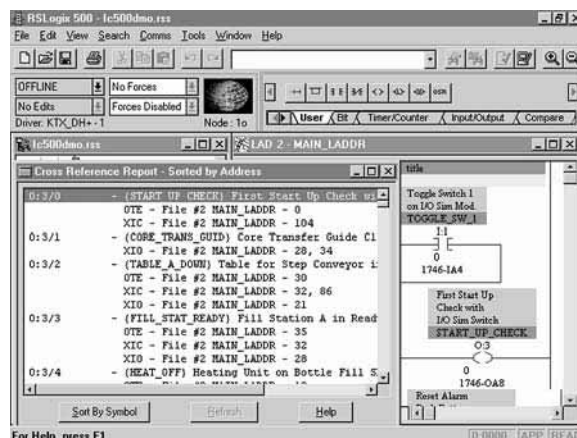 RSLogix 500 - lc500dmo.rss
File Edit View Search Comms Tools Window Help
OFFLINE No Forces
No Edits Forces Disabled
Driver: KTX_DH+ - 1 Node : 1o
User Bit Timer/Counter Input/Output Compare
lc500dmo.rss
LAD 2 - MAIN_LADDR
Cross Reference Report - Sorted by Address
O:3/0 - (START UP CHECK) First Start Up Check wi
OTE - File #2 MAIN_LADDR - 0
XIC - File #2 MAIN_LADDR - 104
O:3/1 - (CORE_TRANS_GUID) Core Transfer Guide Cl
XIO - File #2 MAIN_LADDR - 28, 34
O:3/2 - (TABLE_A_DOWN) Table for Step Conveyor i
OTE - File #2 MAIN_LADDR - 30
XIC - File #2 MAIN_LADDR - 32, 86
XIO - File #2 MAIN_LADDR - 21
O:3/3 - (FILL_STAT_READY) Fill Station A in Read
OTE - File #2 MAIN_LADDR - 35
XIC - File #2 MAIN_LADDR - 32
XIO - File #2 MAIN_LADDR - 28
O:3/4 - (HEAT_OFF) Heating Unit on Bottle Fill S
Sort By Symbol Refresh Help
title
Toggle Switch 1
on I/O Sim Mod.
TOGGLE_SW_1
I:1
0
1746-IA4
First Start Up
Check with
I/O Sim Switch
START_UP_CHECK
O:3
0
1746-OA8
Reset Alarm
For Help, press F1
0:0000 APP READ